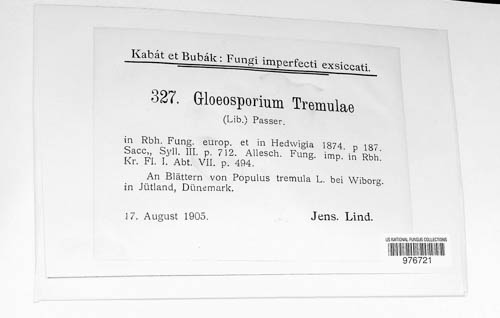 Kabát et Bubák: Fungi imperfecti exsiccati.
327. Gloeosporium Tremulae
(Lib.) Passer.
in Rbh. Fung. europ. et in Hedwigia 1874. p 187.
Sacc., Syll. III. p. 712. Allesch. Fung. imp. in Rbh.
Kr. Fl. I. Abt. VII. p. 494.
An Blättern von Populus tremula L. bei Wiborg.
in Jütland, Dünemark.
17. August 1905. Jens. Lind.
US NATIONAL FUNGUS COLLECTIONS
976721